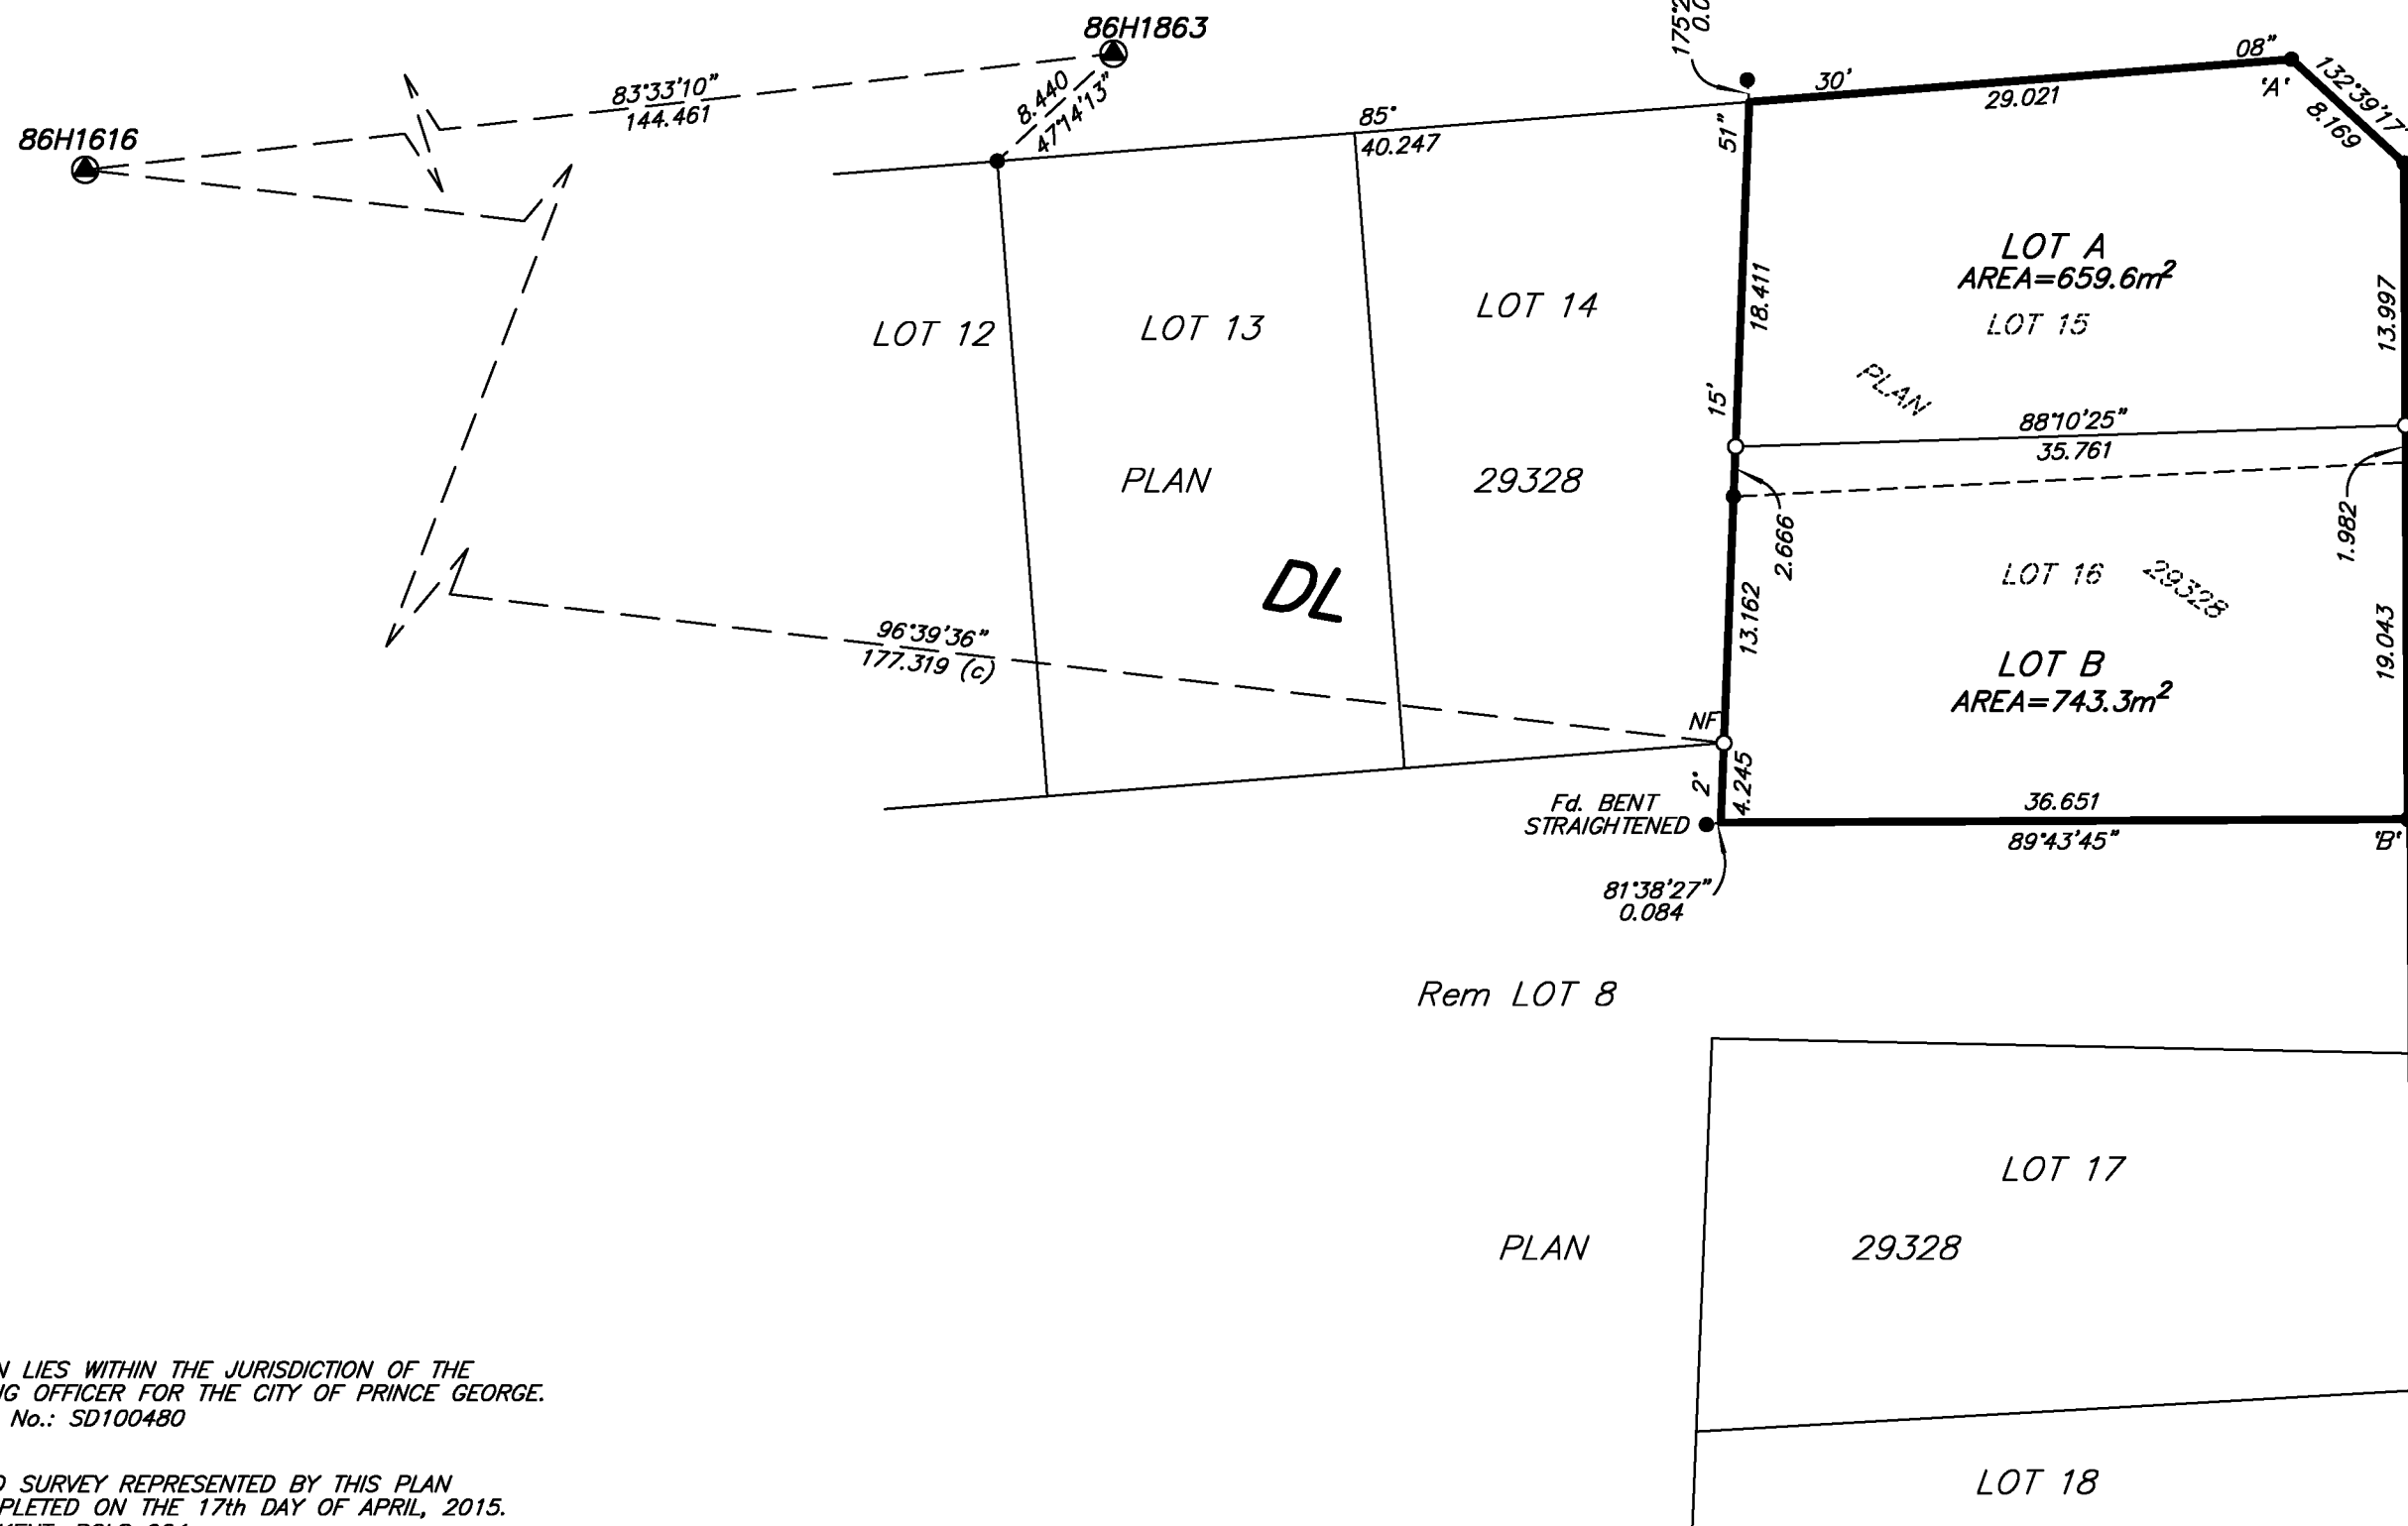 86H1863
86H1616
83°33'10"
144.461
8.440
47°14'13"
85°
40.247
30'
29.021
08"
'A'
132°39'17"
8.169
51"
18.411
15'
LOT A
AREA=659.6m²
LOT 15
PLAN
13.997
88°10'25"
35.761
2.666
1.982
LOT 12
LOT 13
LOT 14
PLAN
29328
DL
LOT 16
29328
13.162
19.043
LOT B
AREA=743.3m²
96°39'36"
177.319 (c)
NF
2°
4.245
Fd. BENT
STRAIGHTENED
36.651
89°43'45"
'B'
81°38'27"
0.084
Rem LOT 8
LOT 17
PLAN
29328
LOT 18
LIES WITHIN THE JURISDICTION OF THE
OFFICER FOR THE CITY OF PRINCE GEORGE.
No.: SD100480
SURVEY REPRESENTED BY THIS PLAN
ON THE 17th DAY OF APRIL, 2015.